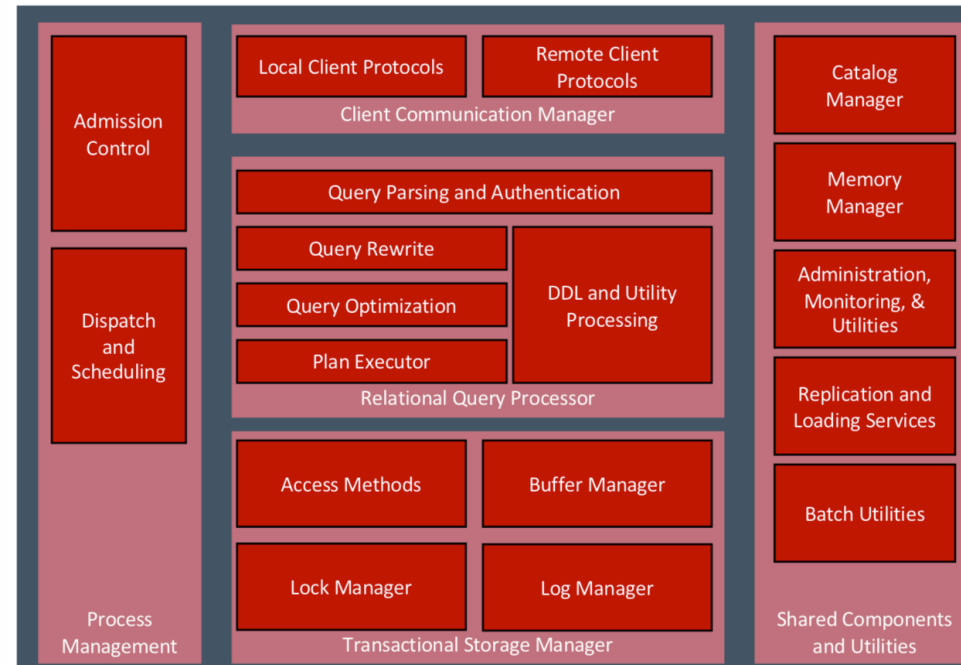 Admission
Control
Dispatch
and
Scheduling
Process
Management
Local Client Protocols
Remote Client
Protocols
Client Communication Manager
Query Parsing and Authentication
Query Rewrite
Query Optimization
Plan Executor
DDL and Utility
Processing
Relational Query Processor
Access Methods
Buffer Manager
Lock Manager
Log Manager
Transactional Storage Manager
Catalog
Manager
Memory
Manager
Administration,
Monitoring, &
Utilities
Replication and
Loading Services
Batch Utilities
Shared Components
and Utilities